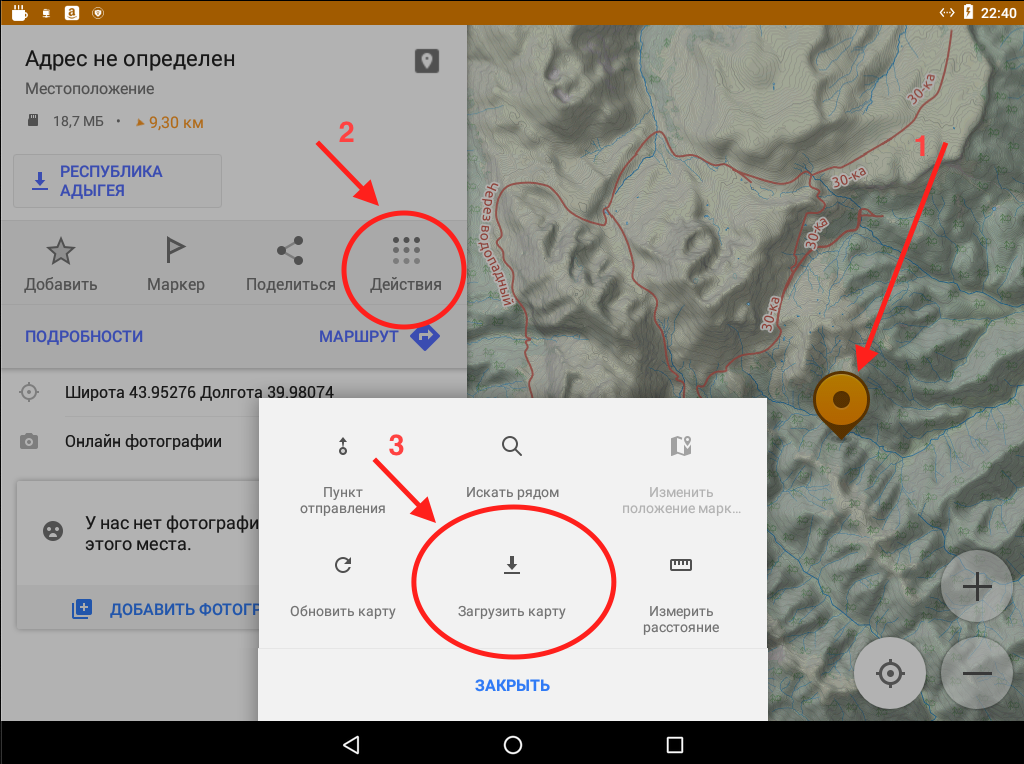 22:40
Адрес не определен
Местоположение
18,7 МБ • 9,30 км
РЕСПУБЛИКА
АДЫГЕЯ
2
1
Добавить
Маркер
Поделиться
Действия
ПОДРОБНОСТИ
МАРШРУТ
Широта 43.95276 Долгота 39.98074
Онлайн фотографии
У нас нет фотографи
этого места.
ДОБАВИТЬ ФОТОГР
30-ка
30-ка
30-ка
30-ка
Через водопадный
3
Пункт
отправления
Искать рядом
Изменить
положение марк...
Обновить карту
Загрузить карту
Измерить
расстояние
ЗАКРЫТЬ